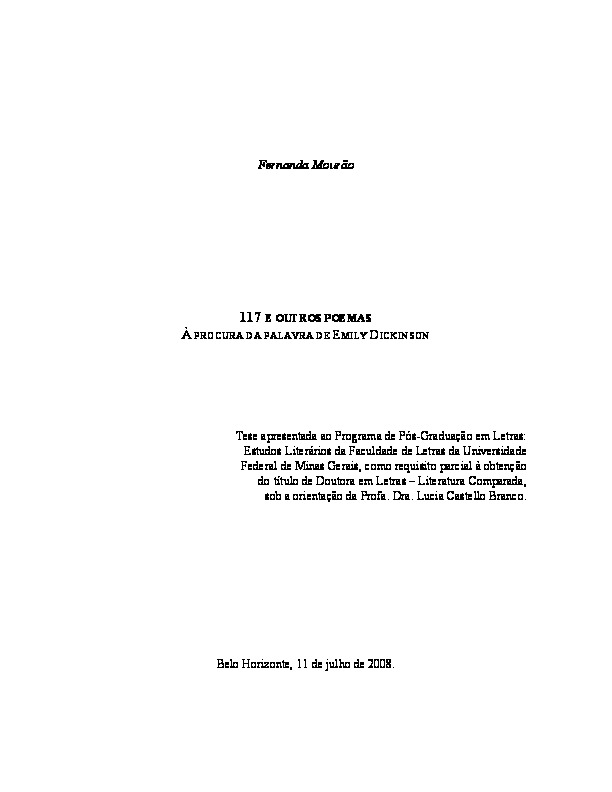 Fernanda Mourão
117 E OUTROS POEMAS
À PROCURA DA PALAVRA DE EMILY DICKINSON
Tese apresentada ao Programa de Pós-Graduação em Letras:
Estudos Literários da Faculdade de Letras da Universidade
Federal de Minas Gerais, como requisito parcial à obtenção
do título de Doutora em Letras – Literatura Comparada,
sob a orientação da Profa. Dra. Lucia Castello Branco.
Belo Horizonte, 11 de julho de 2008.